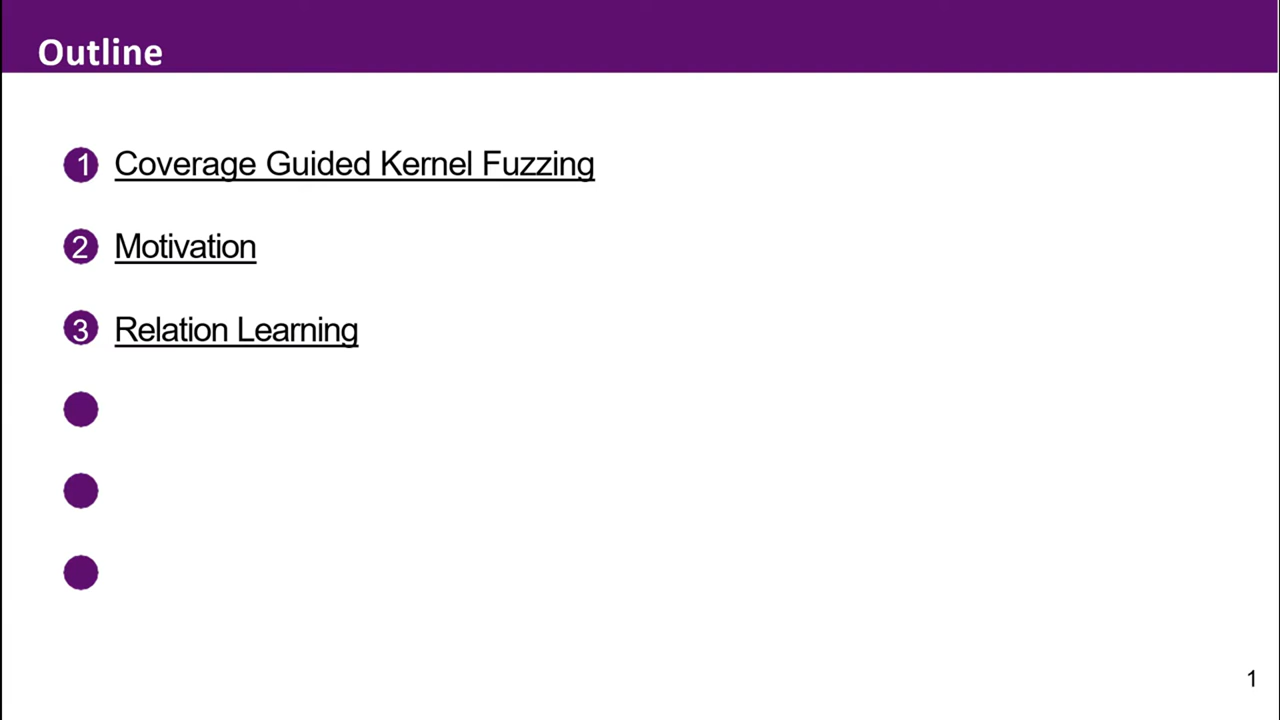 Outline
1 Coverage Guided Kernel Fuzzing
2 Motivation
3 Relation Learning
1